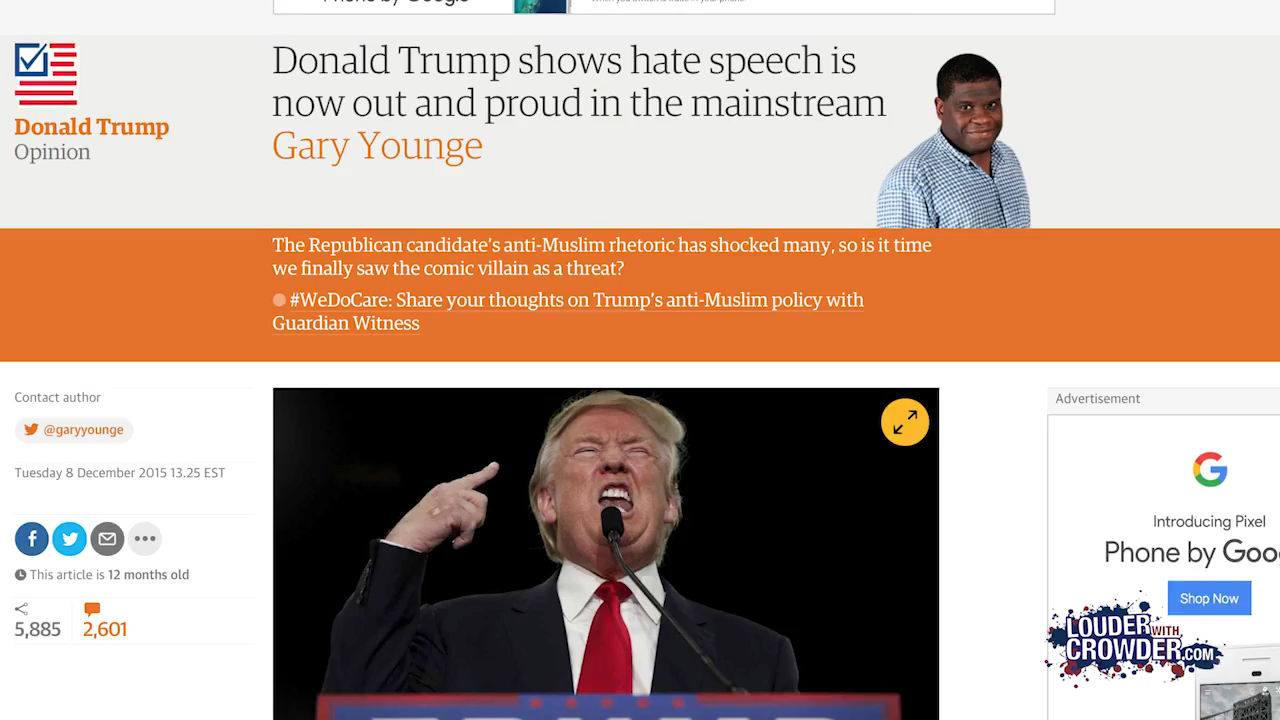 Phone by Google
Donald Trump shows hate speech is
now out and proud in the mainstream
Gary Younge
Donald Trump
Opinion
The Republican candidate's anti-Muslim rhetoric has shocked many, so is it time
we finally saw the comic villain as a threat?
#WeDoCare: Share your thoughts on Trump's anti-Muslim policy with
Guardian Witness
Contact author
@garyyounge
Tuesday 8 December 2015 13.25 EST
This article is 12 months old
5,885 2,601
Advertisement
Introducing Pixel
Phone by Goo
Shop Now
LOUDER WITH
CROWDER.COM